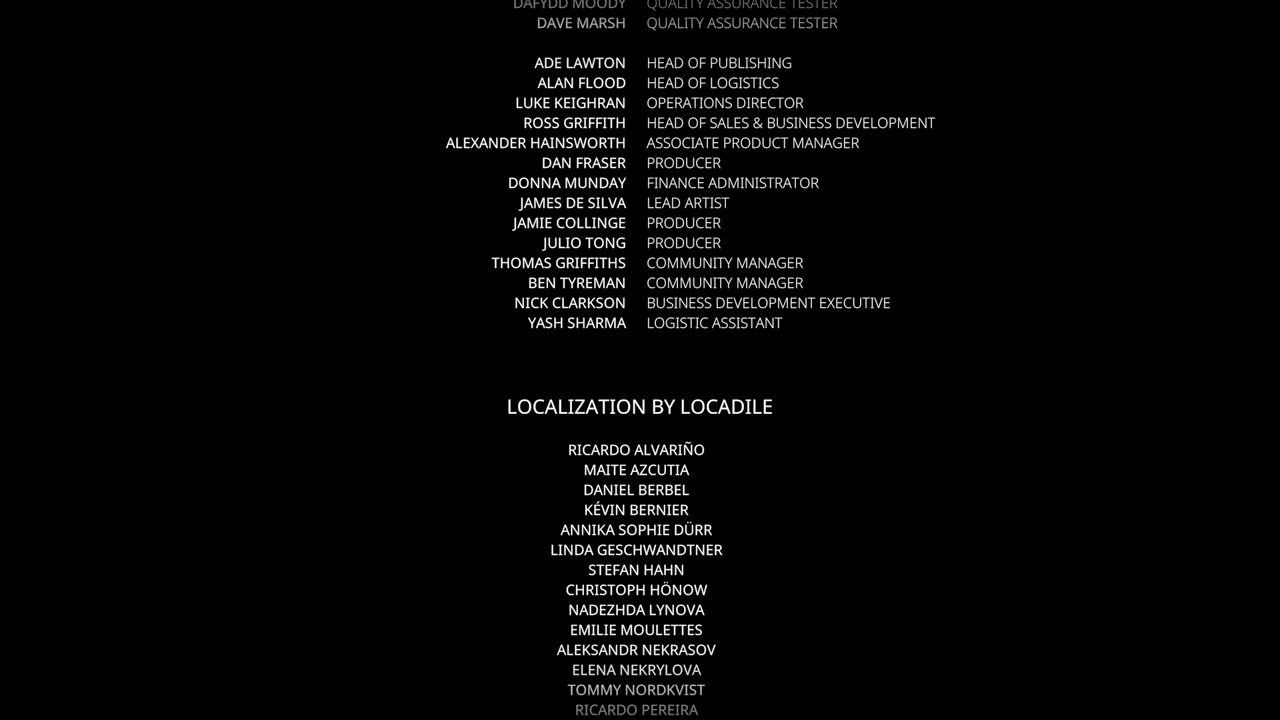 DAFYDD MOODY QUALITY ASSURANCE TESTER
DAVE MARSH QUALITY ASSURANCE TESTER
ADE LAWTON HEAD OF PUBLISHING
ALAN FLOOD HEAD OF LOGISTICS
LUKE KEIGHRAN OPERATIONS DIRECTOR
ROSS GRIFFITH HEAD OF SALES & BUSINESS DEVELOPMENT
ALEXANDER HAINSWORTH ASSOCIATE PRODUCT MANAGER
DAN FRASER PRODUCER
DONNA MUNDAY FINANCE ADMINISTRATOR
JAMES DE SILVA LEAD ARTIST
JAMIE COLLINGE PRODUCER
JULIO TONG PRODUCER
THOMAS GRIFFITHS COMMUNITY MANAGER
BEN TYREMAN COMMUNITY MANAGER
NICK CLARKSON BUSINESS DEVELOPMENT EXECUTIVE
YASH SHARMA LOGISTIC ASSISTANT
LOCALIZATION BY LOCADILE
RICARDO ALVARIÑO
MAITE AZCUTIA
DANIEL BERBEL
KÉVIN BERNIER
ANNIKA SOPHIE DÜRR
LINDA GESCHWANDTNER
STEFAN HAHN
CHRISTOPH HÖNOW
NADEZHDA LYNOVA
EMILIE MOULETTES
ALEKSANDR NEKRASOV
ELENA NEKRYLOVA
TOMMY NORDKVIST
RICARDO PEREIRA